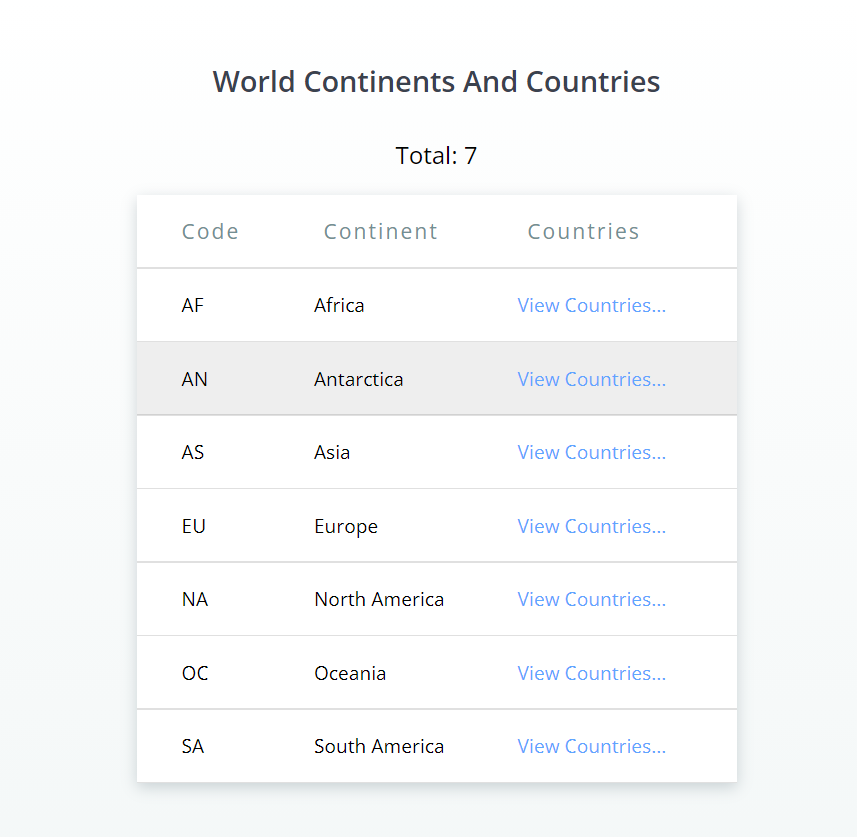 World Continents And Countries
Total: 7
Code Continent Countries
AF Africa View Countries...
AN Antarctica View Countries...
AS Asia View Countries...
EU Europe View Countries...
NA North America View Countries...
OC Oceania View Countries...
SA South America View Countries...